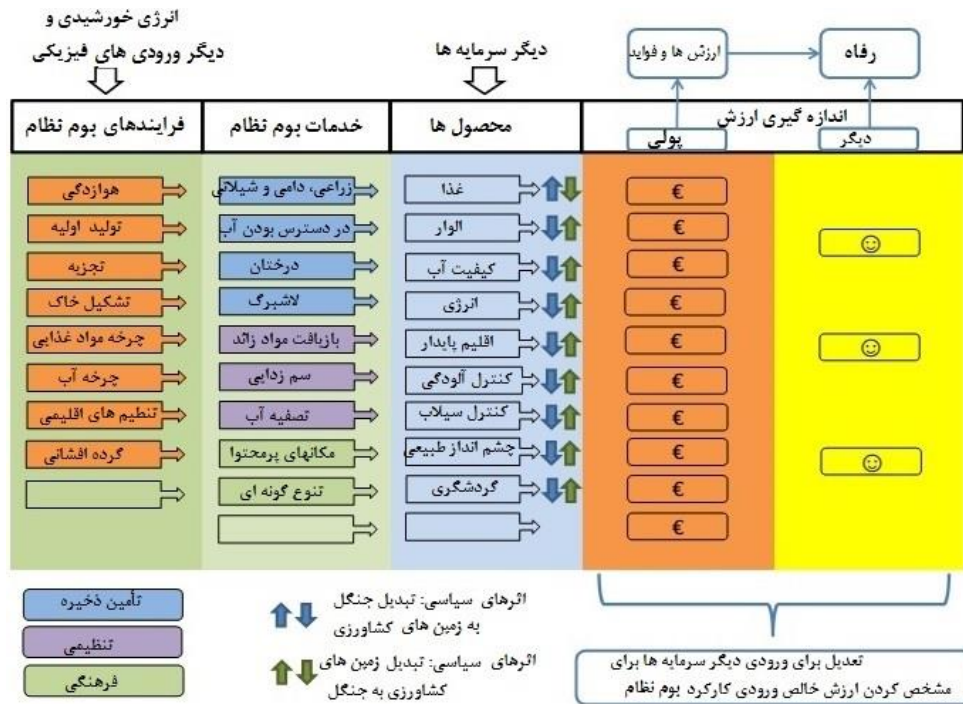 انرژی خورشیدی و
دیگر ورودی های فیزیکی
دیگر سرمایه ها
ارزش ها و فواید
رفاه
فرایندهای بوم نظام
خدمات بوم نظام
محصول ها
اندازه گیری ارزش
پولی
دیگر
هوازدگی
زراعی، دامی و شیلاتی
غذا
€
تولید اولیه
در دسترس بودن آب
الوار
€
☺
تجزیه
درختان
کیفیت آب
€
تشکیل خاک
لاشبرگ
انرژی
€
چرخه مواد غذایی
بازیافت مواد زائد
اقلیم پایدار
€
☺
چرخه آب
سم زدایی
کنترل آلودگی
€
تنظیم های اقلیمی
تصفیه آب
کنترل سیلاب
€
گرده افشانی
مکانهای پرمحتوا
چشم انداز طبیعی
€
☺
تنوع گونه ای
گردشگری
€
€
تأمین ذخیره
تنظیمی
فرهنگی
اثرهای سیاسی: تبدیل جنگل
به زمین های کشاورزی
اثرهای سیاسی: تبدیل زمین های
کشاورزی به جنگل
تعدیل برای ورودی دیگر سرمایه ها برای
مشخص کردن ارزش خالص ورودی کارکرد بوم نظام